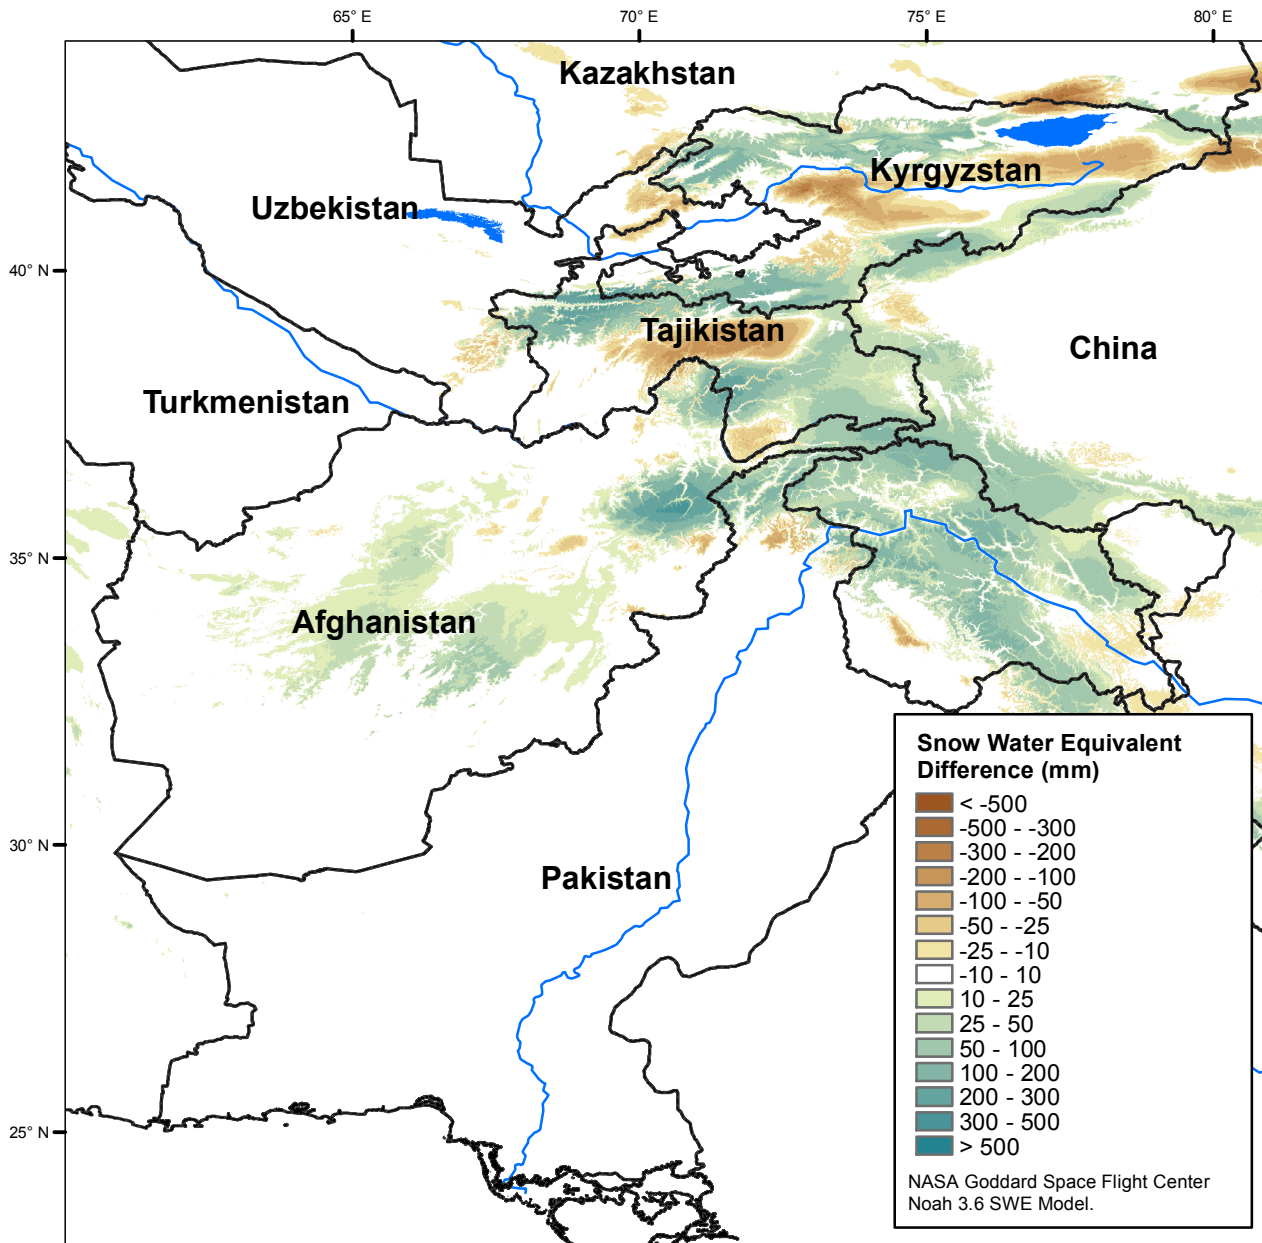 65° E
70° E
75° E
80° E
Kazakhstan
Kyrgyzstan
Uzbekistan
40° N
Tajikistan
China
Turkmenistan
35° N
Afghanistan
30° N
Pakistan
25° N
Snow Water Equivalent
Difference (mm)
< -500
-500 - -300
-300 - -200
-200 - -100
-100 - -50
-50 - -25
-25 - -10
-10 - 10
10 - 25
25 - 50
50 - 100
100 - 200
200 - 300
300 - 500
> 500
NASA Goddard Space Flight Center
Noah 3.6 SWE Model.